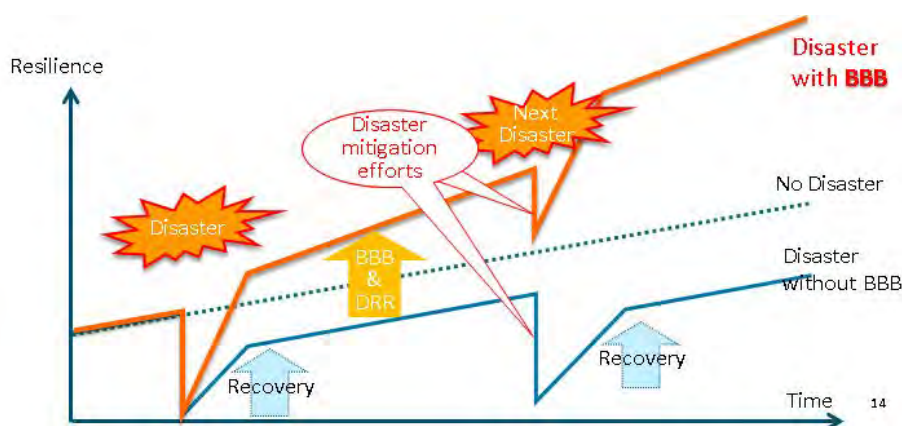 Resilience
Disaster
with BBB
Next
Disaster
Disaster
mitigation
efforts
No Disaster
Disaster
BBB
&
DRR
Disaster
without BBB
Recovery
Recovery
Time
14